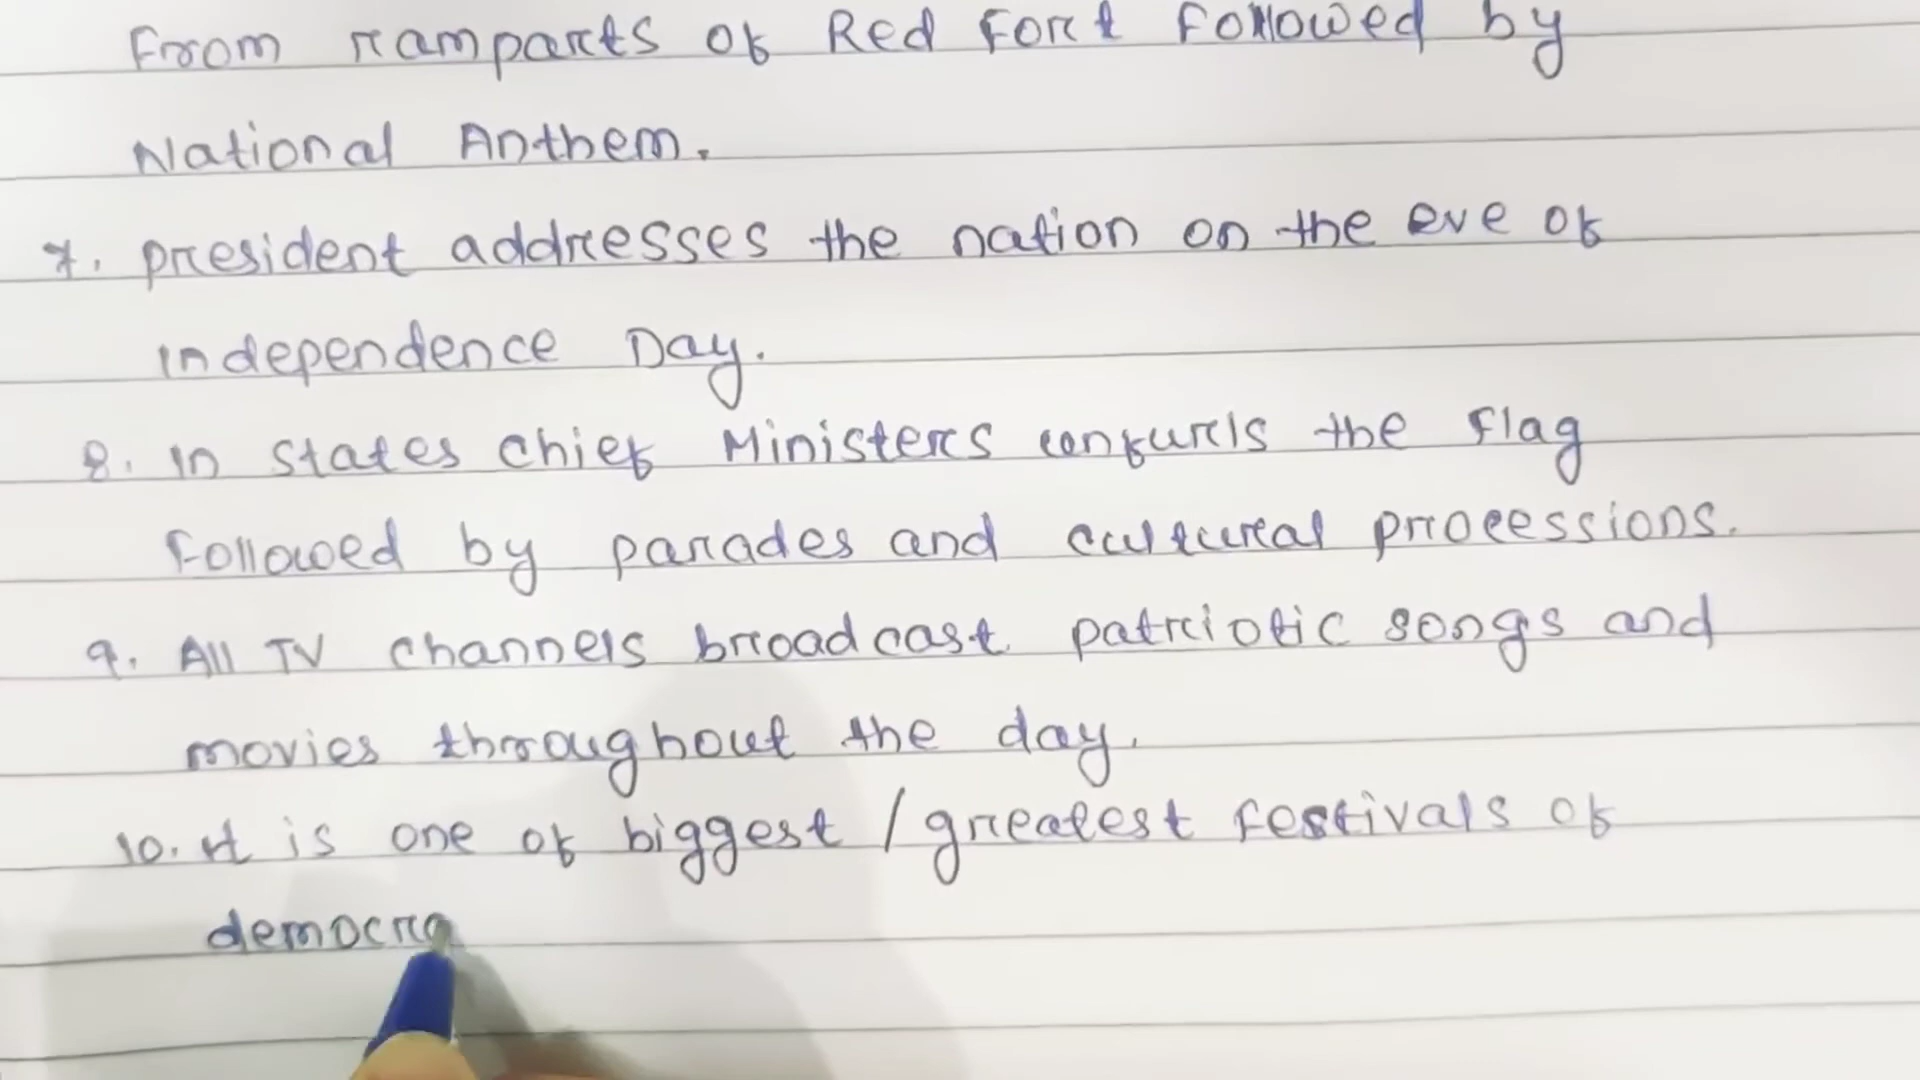 From ramparts of Red Fort followed by
National Anthem.
7. president addresses the nation on the eve of
Independence Day.
8. In states chief Ministers unfurls the flag
followed by parades and cultural processions.
9. All TV channels broadcast patriotic songs and
movies throughout the day.
10. It is one of biggest / greatest festivals of
democra